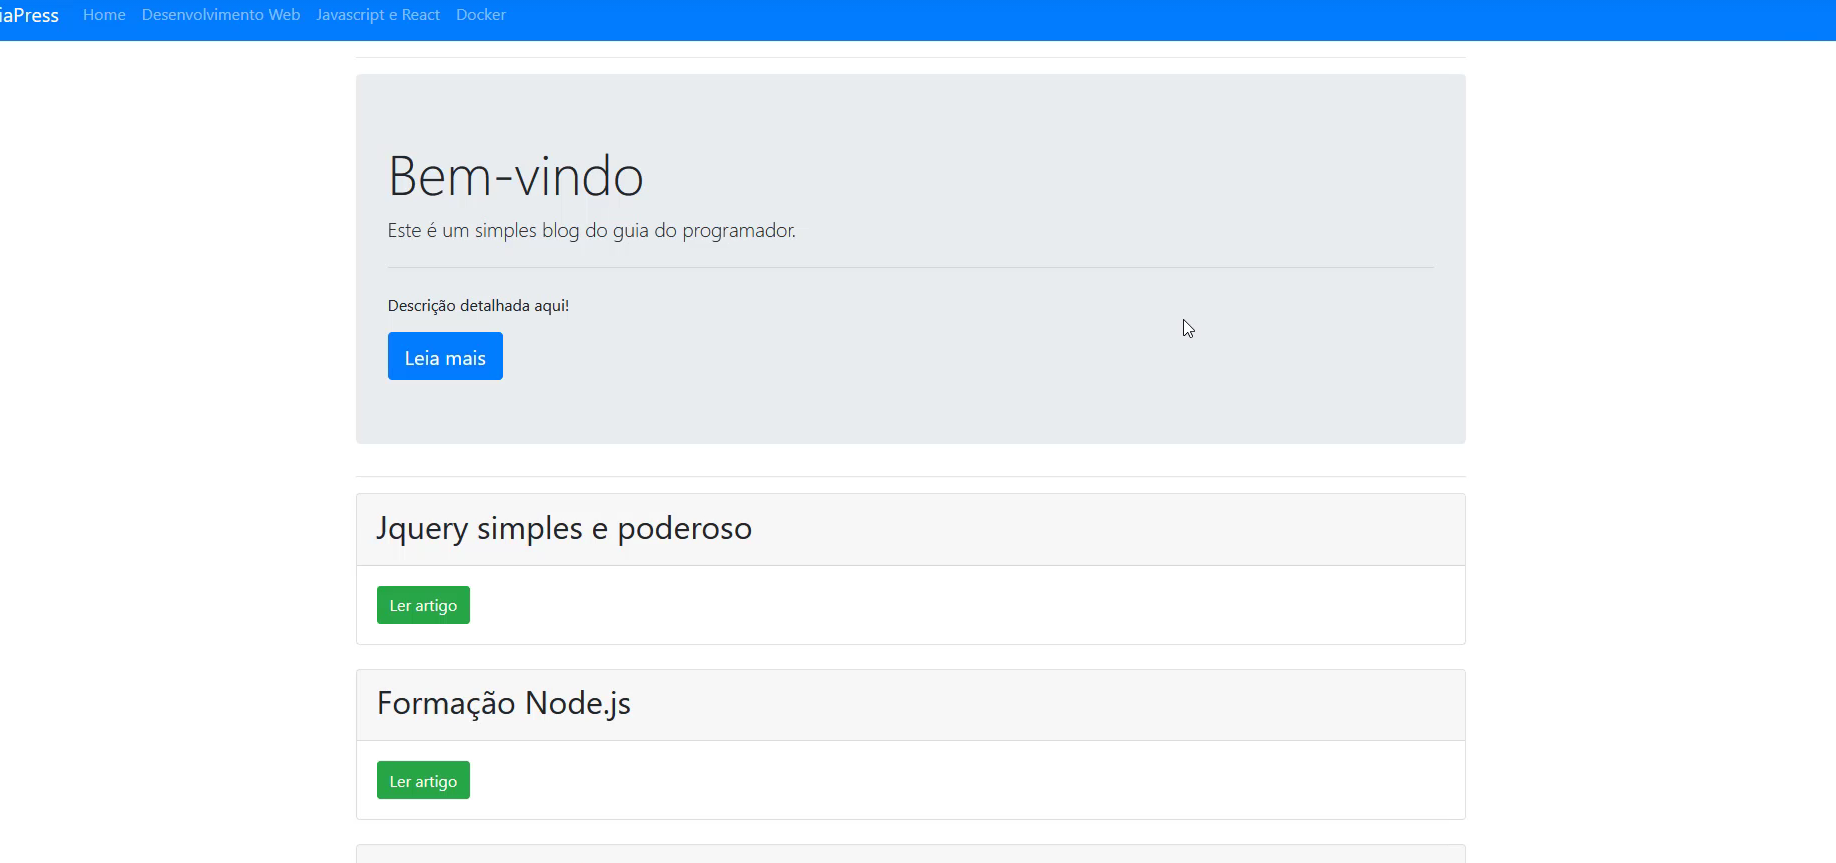 iaPress Home Desenvolvimento Web Javascript e React Docker
Bem-vindo
Este é um simples blog do guia do programador.
Descrição detalhada aqui!
Leia mais
Jquery simples e poderoso
Ler artigo
Formação Node.js
Ler artigo